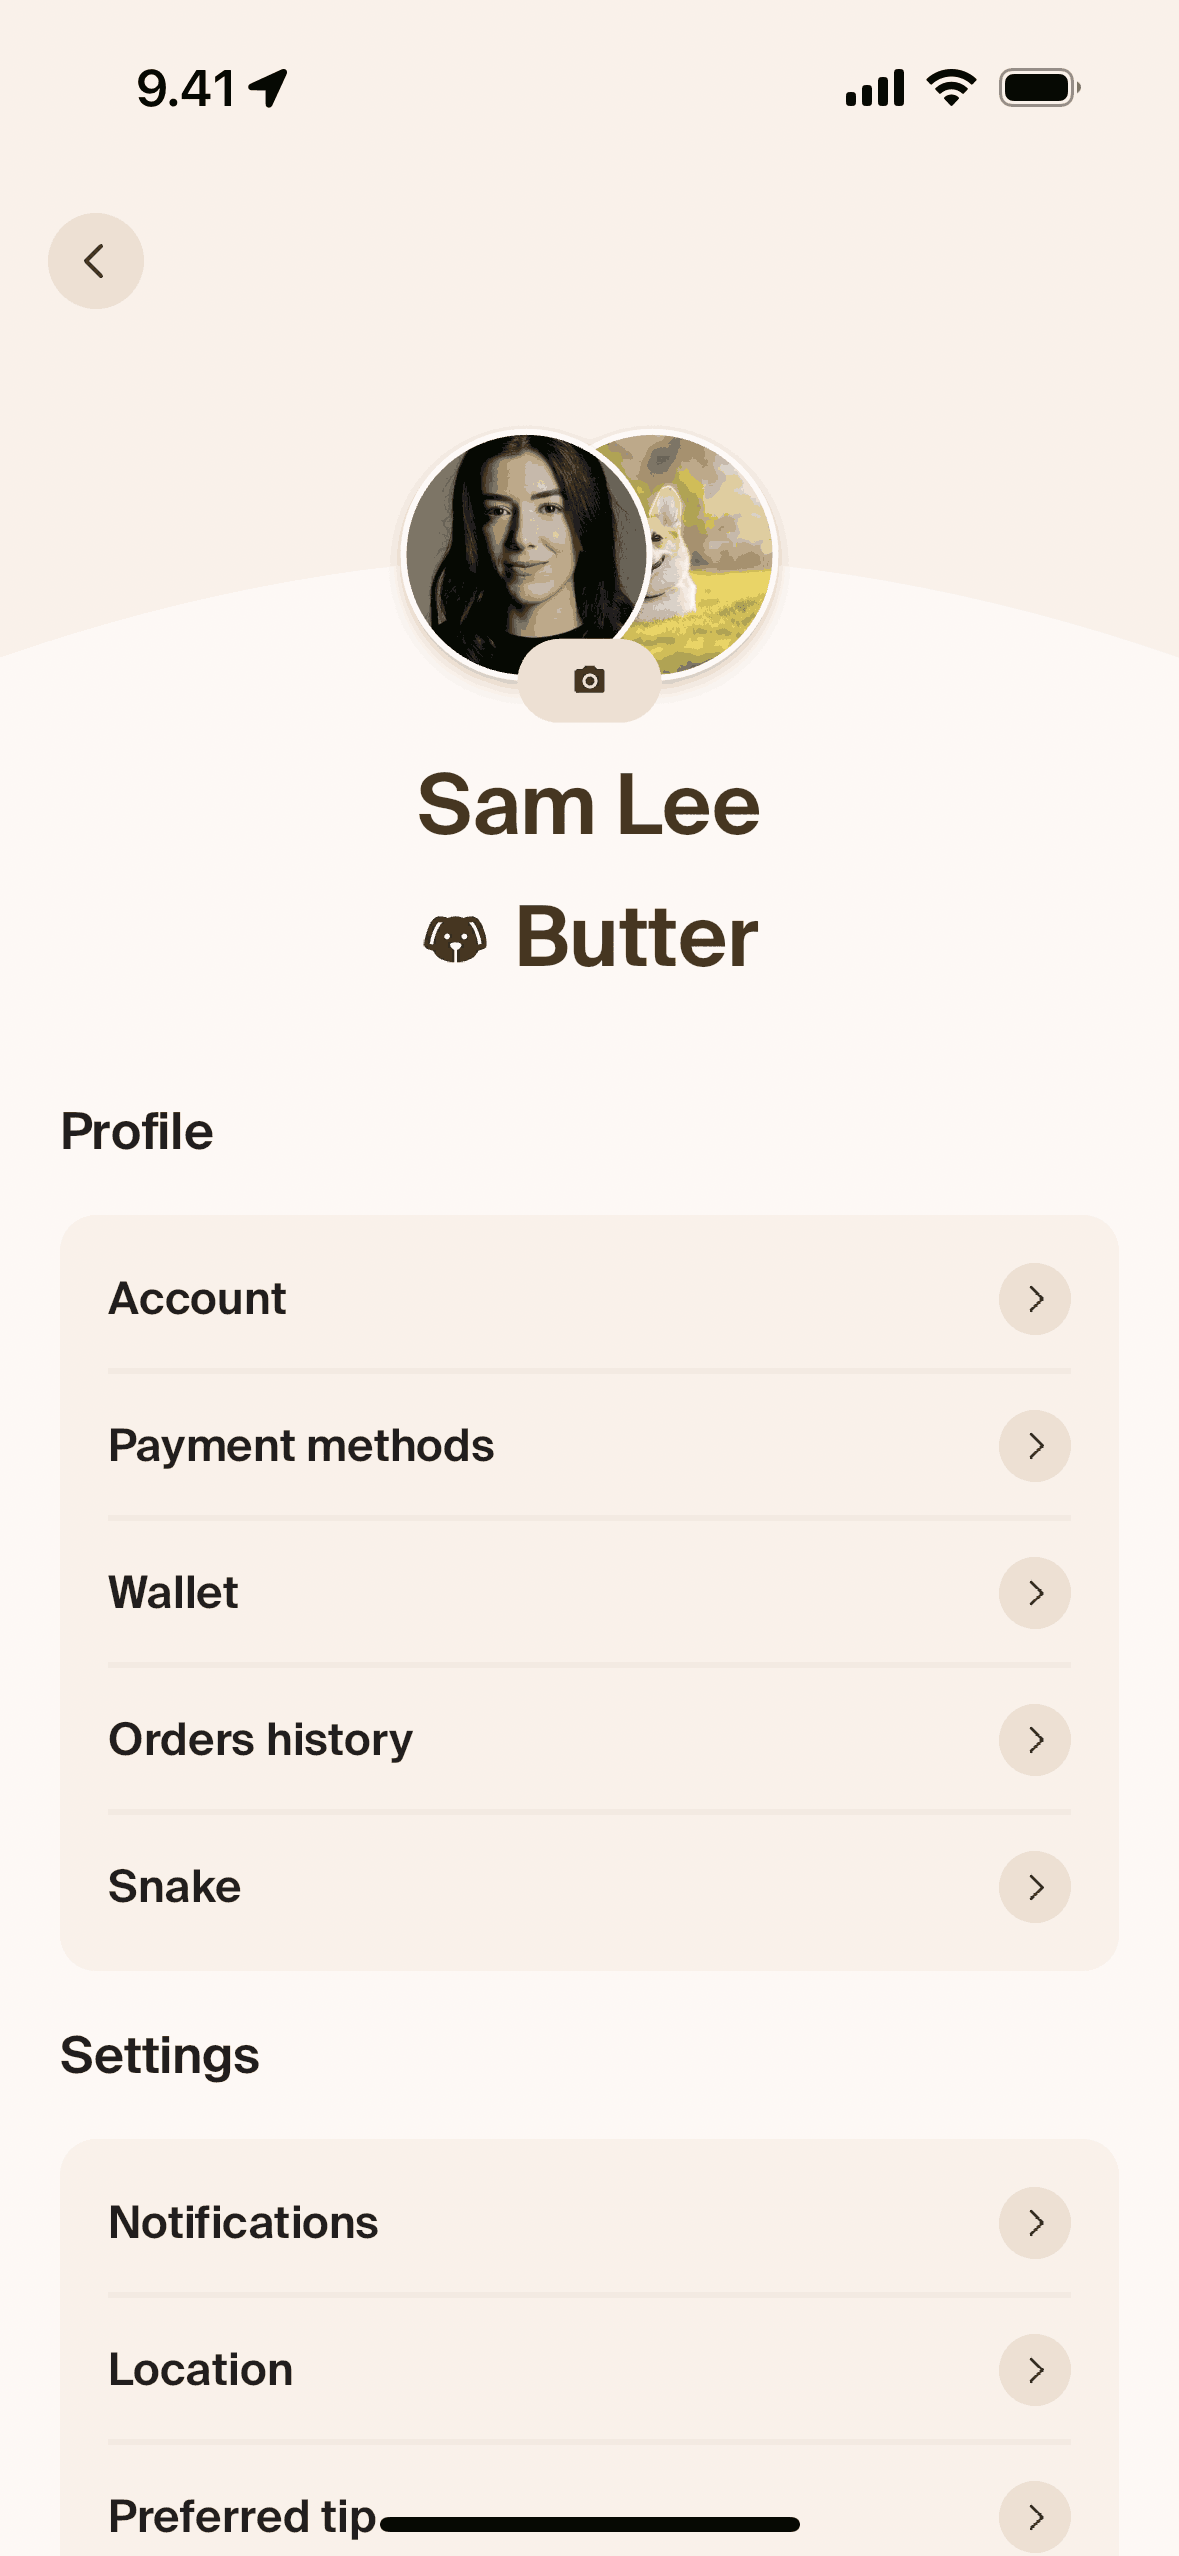 9.41
Sam Lee
Butter
Profile
Account
Payment methods
Wallet
Orders history
Snake
Settings
Notifications
Location
Preferred tip